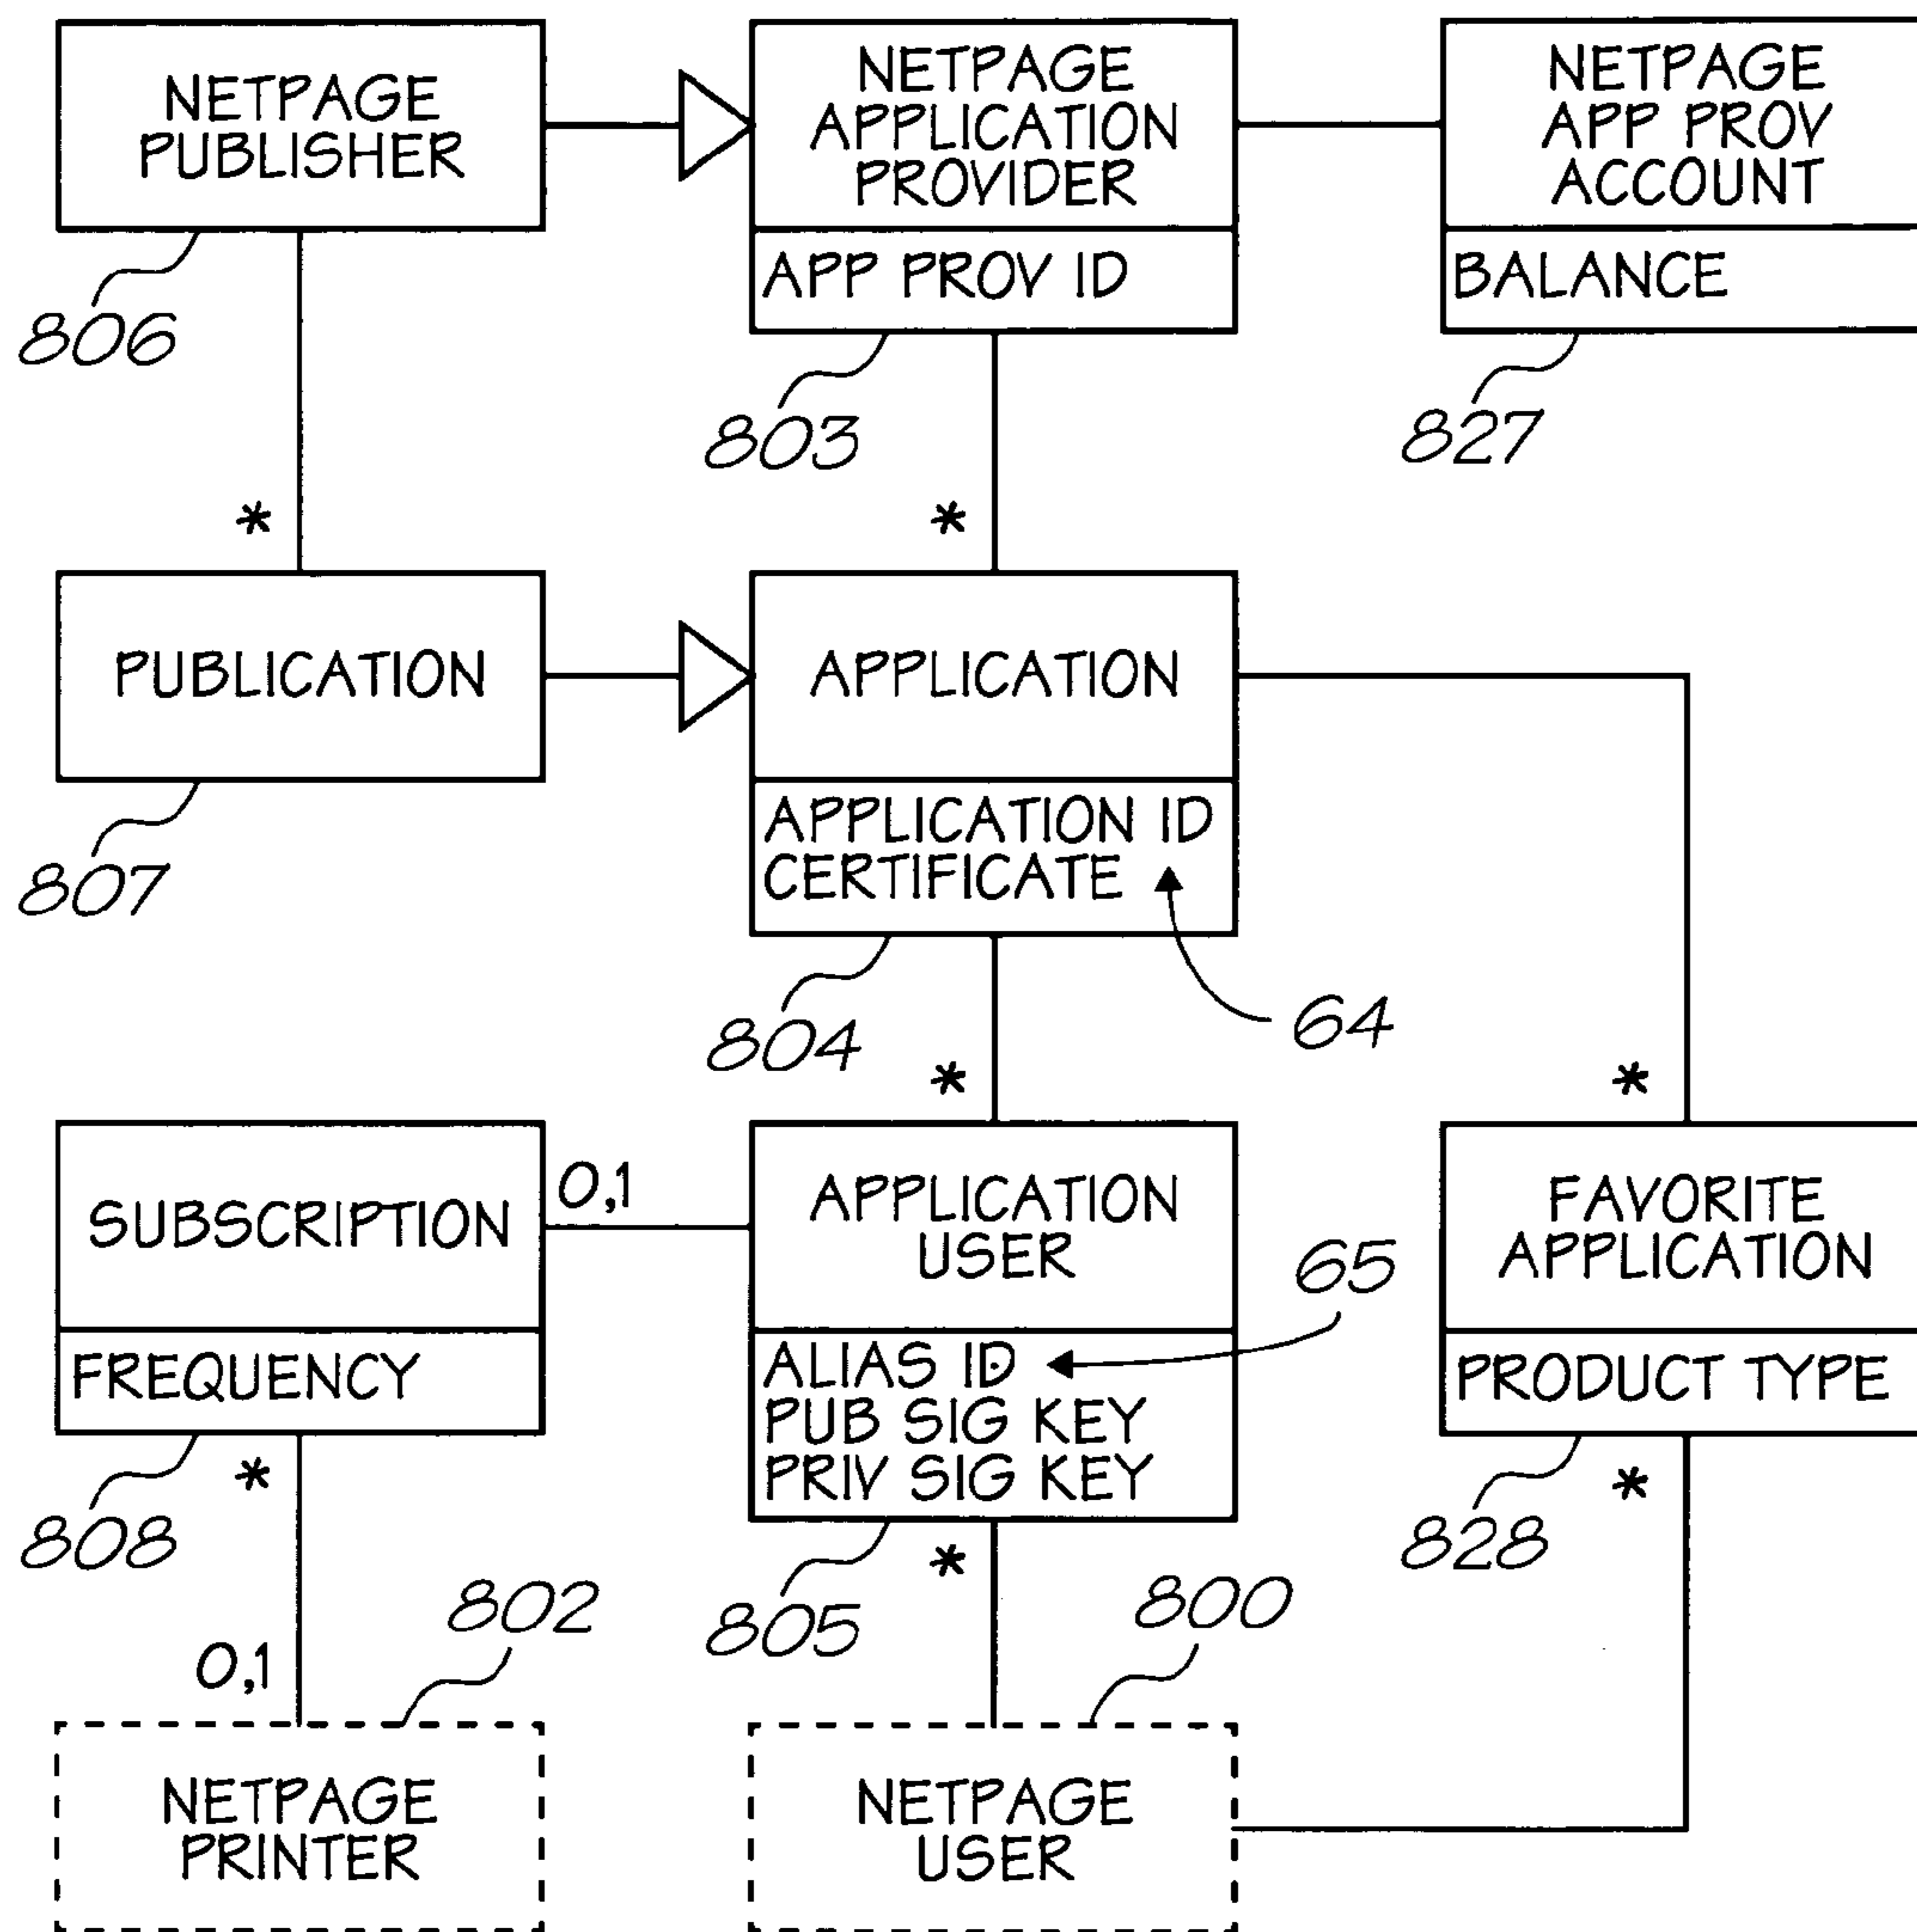 NETPAGE
PUBLISHER
NETPAGE
APPLICATION
PROVIDER
APP PROV ID
NETPAGE
APP PROV
ACCOUNT
BALANCE
806
803
827
*
*
PUBLICATION
APPLICATION
APPLICATION ID
CERTIFICATE
807
804
64
*
*
SUBSCRIPTION
FREQUENCY
0,1
APPLICATION
USER
ALIAS ID
PUB SIG KEY
PRIV SIG KEY
65
FAVORITE
APPLICATION
PRODUCT TYPE
808
*
802
805
*
800
828
*
0,1
NETPAGE
PRINTER
NETPAGE
USER